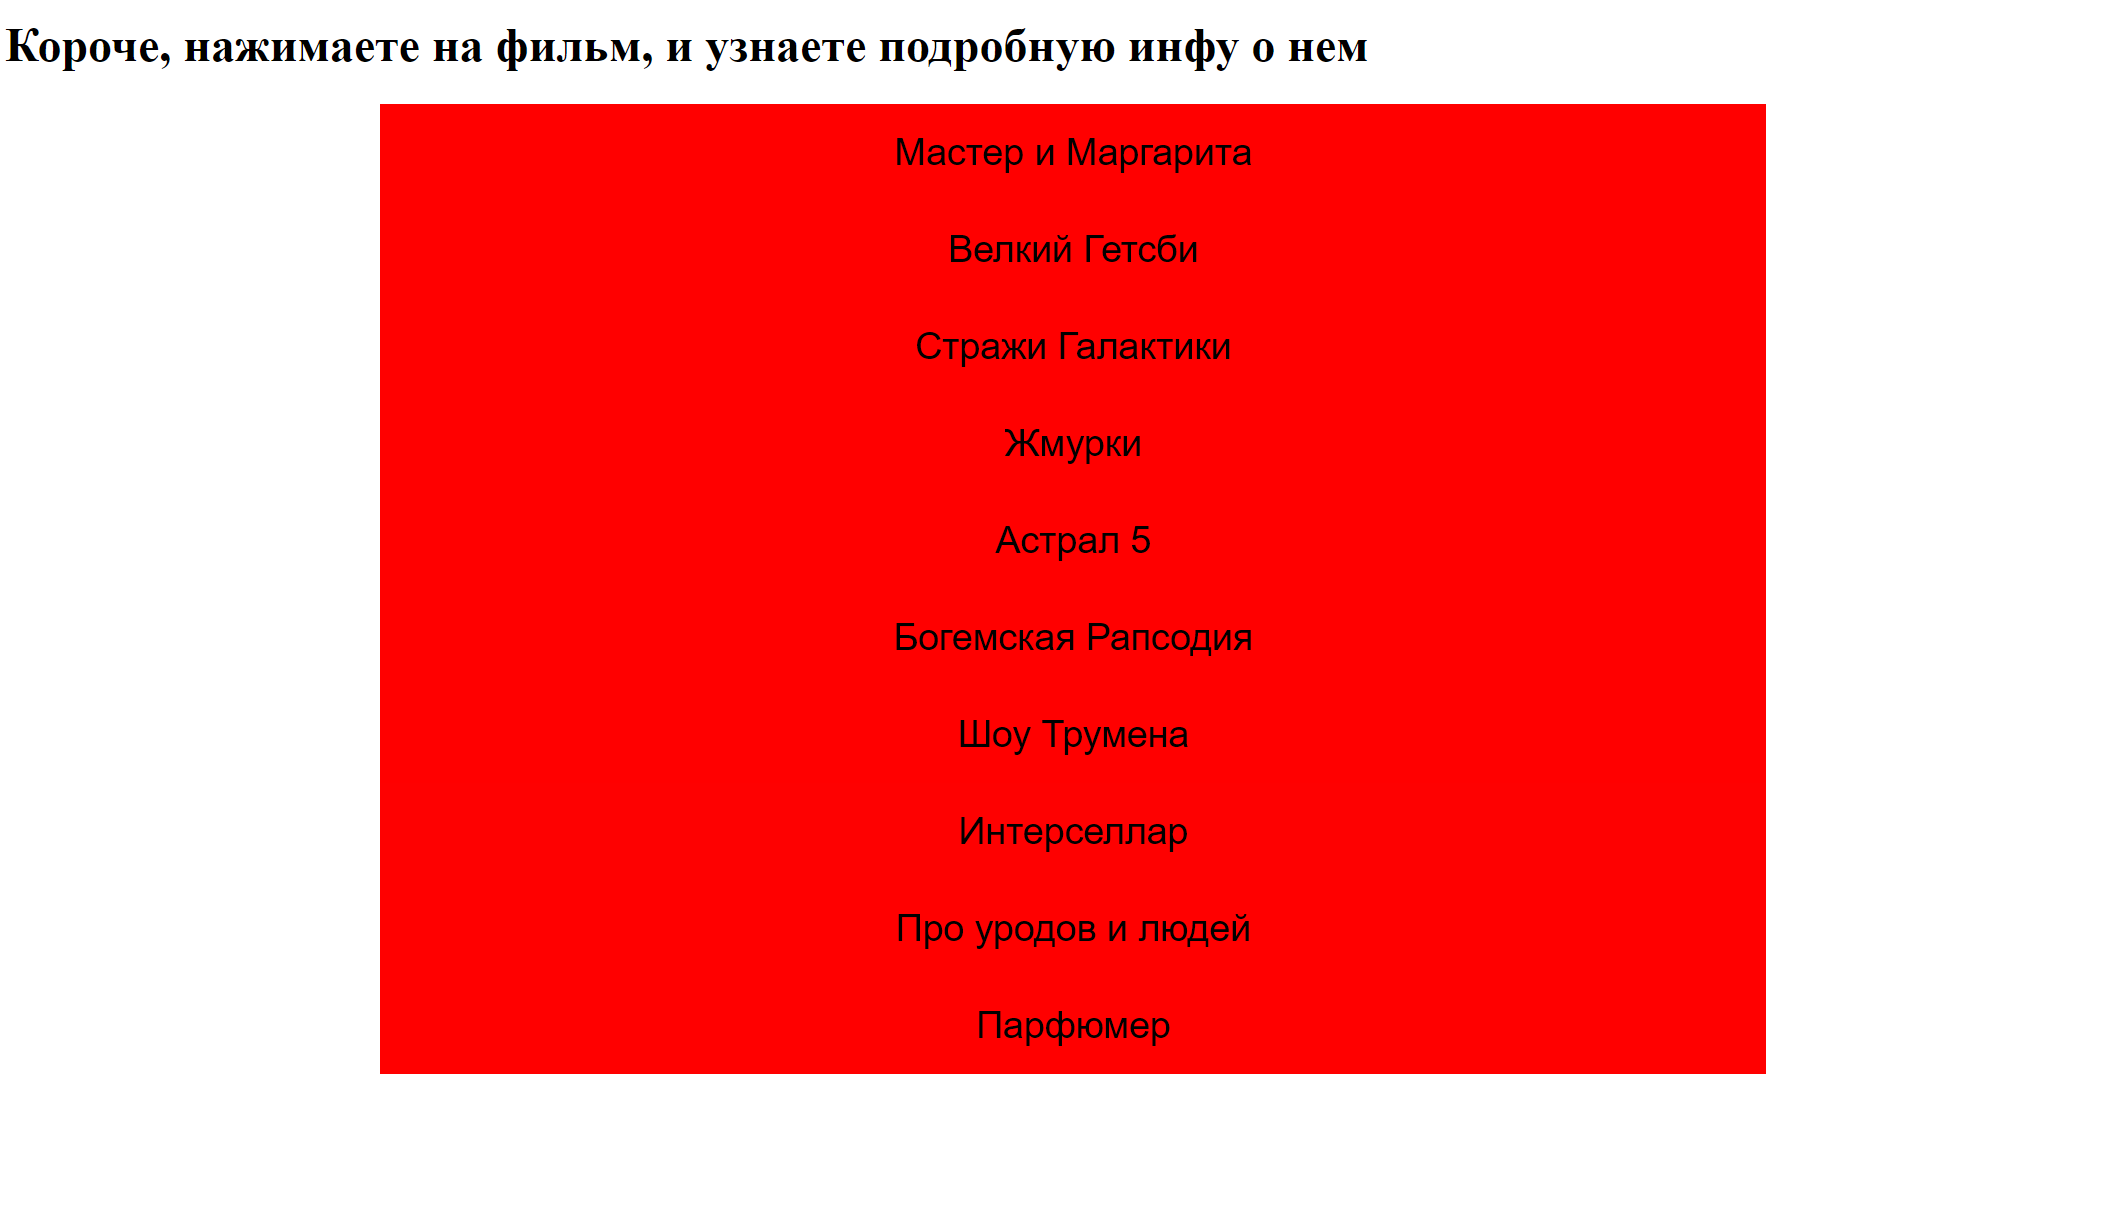 Короче, нажимаете на фильм, и узнаете подробную инфу о нем
Мастер и Маргарита
Велкий Гетсби
Стражи Галактики
Жмурки
Астрал 5
Богемская Рапсодия
Шоу Трумена
Интерселлар
Про уродов и людей
Парфюмер